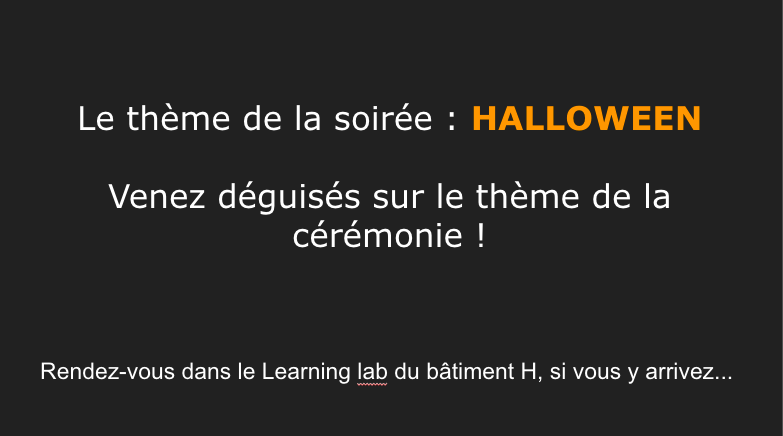 Le thème de la soirée : HALLOWEEN
Venez déguisés sur le thème de la
cérémonie !
Rendez-vous dans le Learning lab du bâtiment H, si vous y arrivez...